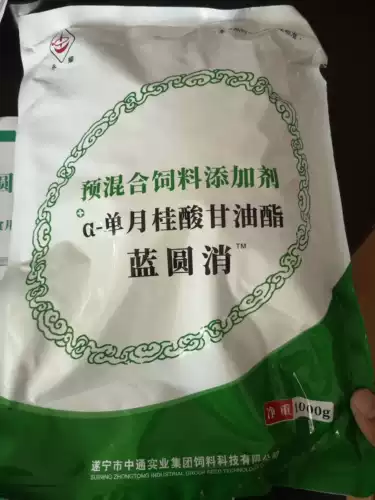 预混合饲料添加剂
α-单月桂酸甘油酯
蓝圆消™
圆
净重 1000g
遂宁市中通实业集团饲料科技有限公司